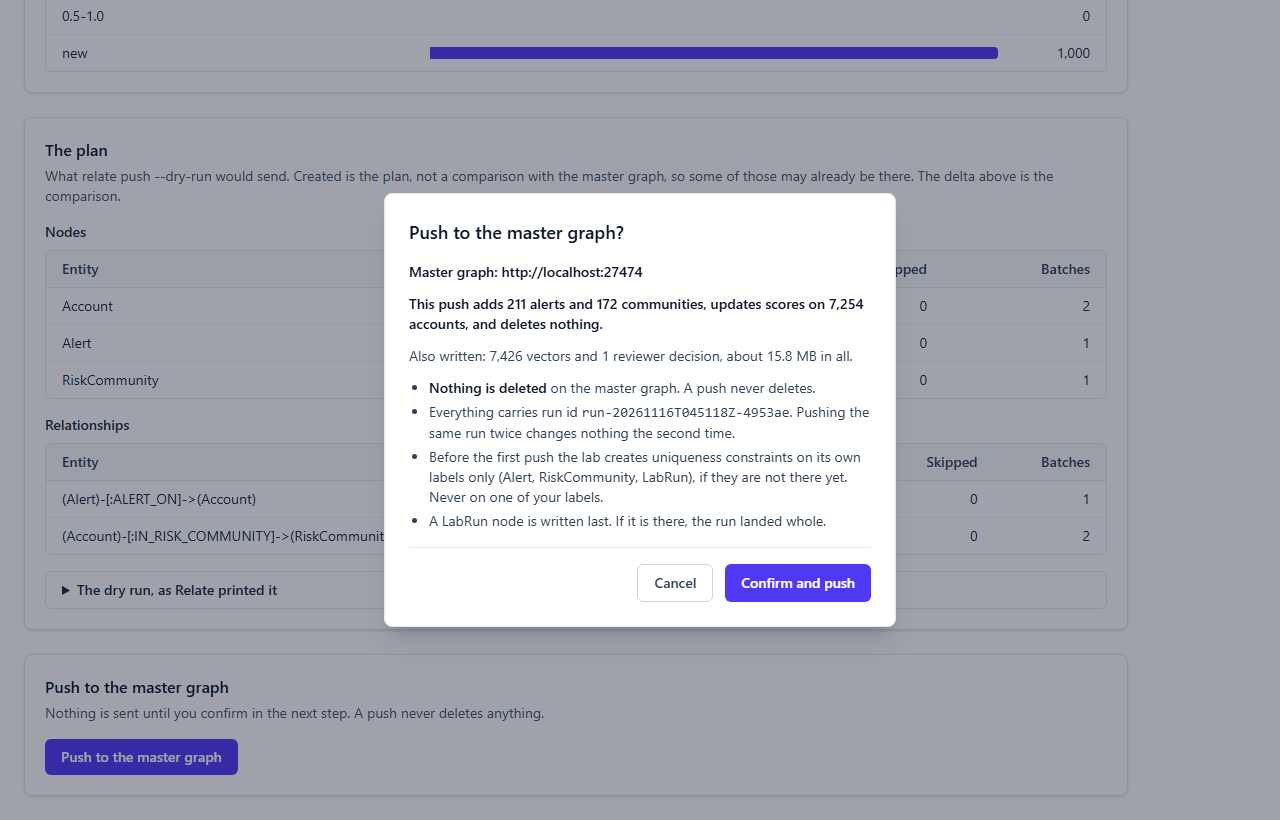 0.5-1.0 0
new 1,000
The plan
What relate push --dry-run would send. Created is the plan, not a comparison with the master graph, so some of those may already be there. The delta above is the
comparison.
Nodes
Entity pped Batches
Account 0 2
Alert 0 1
RiskCommunity 0 1
Relationships
Entity Skipped Batches
(Alert)-[:ALERT_ON]->(Account) 0 1
(Account)-[:IN_RISK_COMMUNITY]->(RiskCommunit 0 2
The dry run, as Relate printed it
Push to the master graph
Nothing is sent until you confirm in the next step. A push never deletes anything.
Push to the master graph
Push to the master graph?
Master graph: http://localhost:27474
This push adds 211 alerts and 172 communities, updates scores on 7,254
accounts, and deletes nothing.
Also written: 7,426 vectors and 1 reviewer decision, about 15.8 MB in all.
Nothing is deleted on the master graph. A push never deletes.
Everything carries run id run-20261116T045118Z-4953ae. Pushing the
same run twice changes nothing the second time.
Before the first push the lab creates uniqueness constraints on its own
labels only (Alert, RiskCommunity, LabRun), if they are not there yet.
Never on one of your labels.
A LabRun node is written last. If it is there, the run landed whole.
Cancel Confirm and push